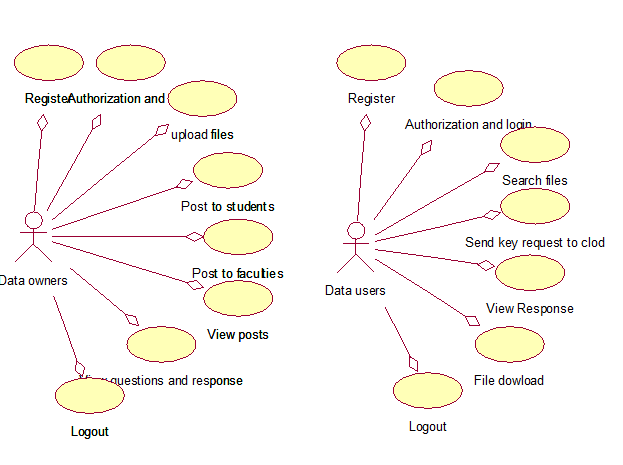 Register
Authorization and
upload files
Post to students
Post to faculties
View posts
questions and response
Logout
Data owners
Register
Authorization and login
Search files
Send key request to clod
View Response
File dowload
Logout
Data users